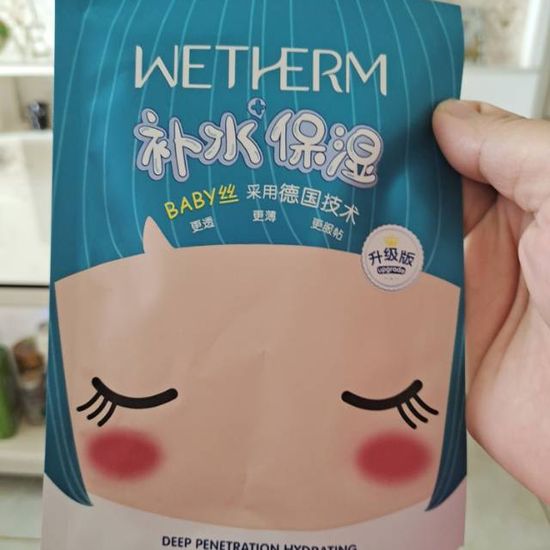 WETHERM
补水保湿
BABY丝 采用德国技术
更透 更薄 更服帖
升级版
upgrade
DEEP PENETRATION HYDRATING